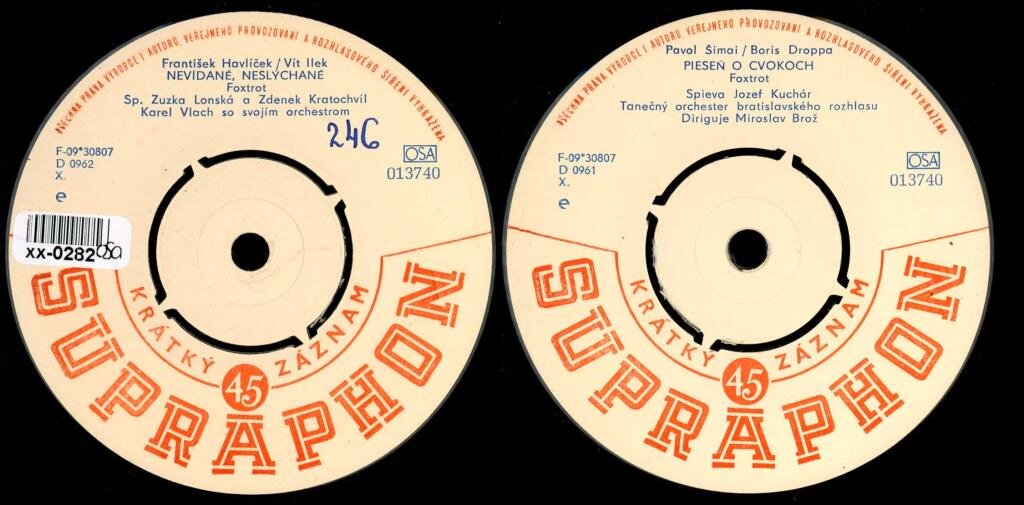 VŠECHNA PRÁVA VÝROBCE I AUTORŮ, VEŘEJNÉHO PROVOZOVÁNÍ A ROZHLASOVÉHO ŠÍŘENÍ VYHRAŽENA
František Havlíček / Vít Ilek
NEVÍDANÉ, NESLÝCHANÉ
Foxtrot
Sp. Zuzka Lonská a Zdenek Kratochvíl
Karel Vlach so svojím orchestrom
246
F-09*30807
D 0962
X.
e
OSA
013740
xx-0282 osa
KRÁTKÝ 45 ZÁZNAM
SUPRAPHON
VŠECHNA PRÁVA VÝROBCE I AUTORŮ, VEŘEJNÉHO PROVOZOVÁNÍ A ROZHLASOVÉHO ŠÍŘENÍ VYHRAŽENA
Pavol Šimai / Boris Droppa
PIESEŇ O CVOKOCH
Foxtrot
Spieva Jozef Kuchár
Tanečný orchester bratislavského rozhlasu
Diriguje Miroslav Brož
F-09*30807
D 0961
X.
e
OSA
013740
KRÁTKÝ 45 ZÁZNAM
SUPRAPHON